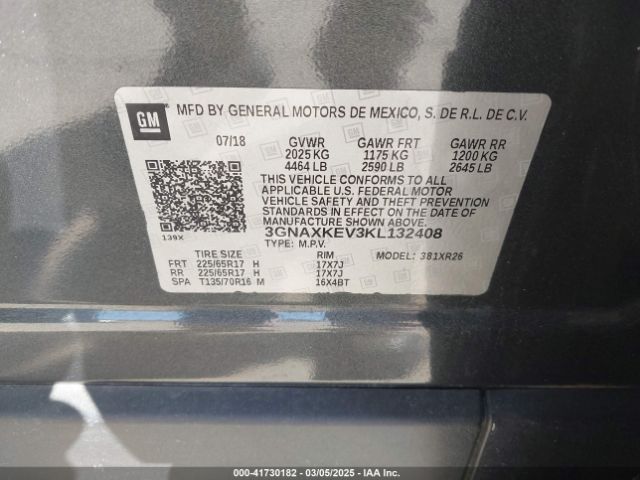 GM
MFD BY GENERAL MOTORS DE MEXICO, S. DE R.L. DE C.V.
07/18 GVWR GAWR FRT GAWR RR
2025 KG 1175 KG 1200 KG
4464 LB 2590 LB 2645 LB
THIS VEHICLE CONFORMS TO ALL
APPLICABLE U.S. FEDERAL MOTOR
VEHICLE SAFETY AND THEFT PREVENTION
STANDARDS IN EFFECT ON THE DATE OF
MANUFACTURE SHOWN ABOVE.
139X
3GNAXKEV3KL132408
TYPE: M.P.V.
TIRE SIZE RIM MODEL: 381XR26
FRT 225/65R17 H 17X7J
RR 225/65R17 H 17X7J
SPA T135/70R16 M 16X4BT
000-41730182 — 03/05/2025 — IAA Inc.